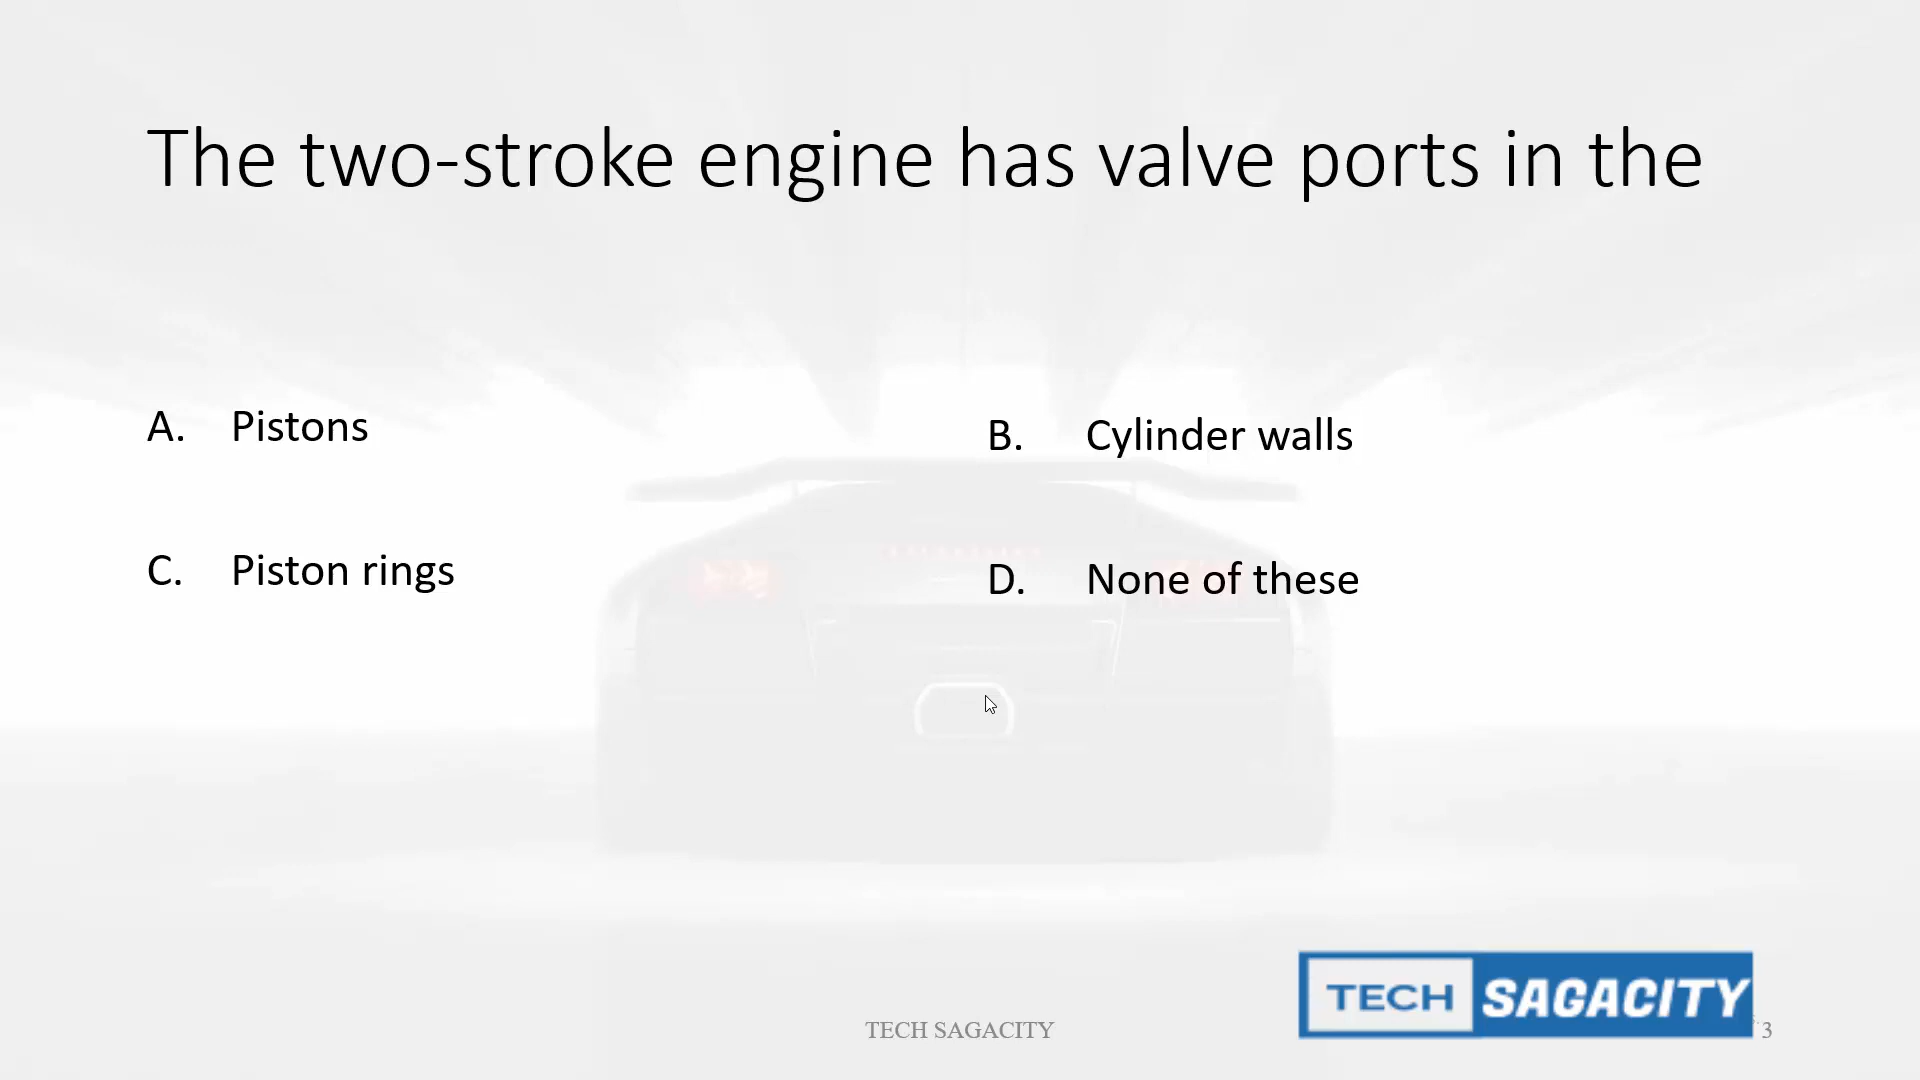 The two-stroke engine has valve ports in the
A. Pistons
B. Cylinder walls
C. Piston rings
D. None of these
TECH SAGACITY
TECH SAGACITY
3